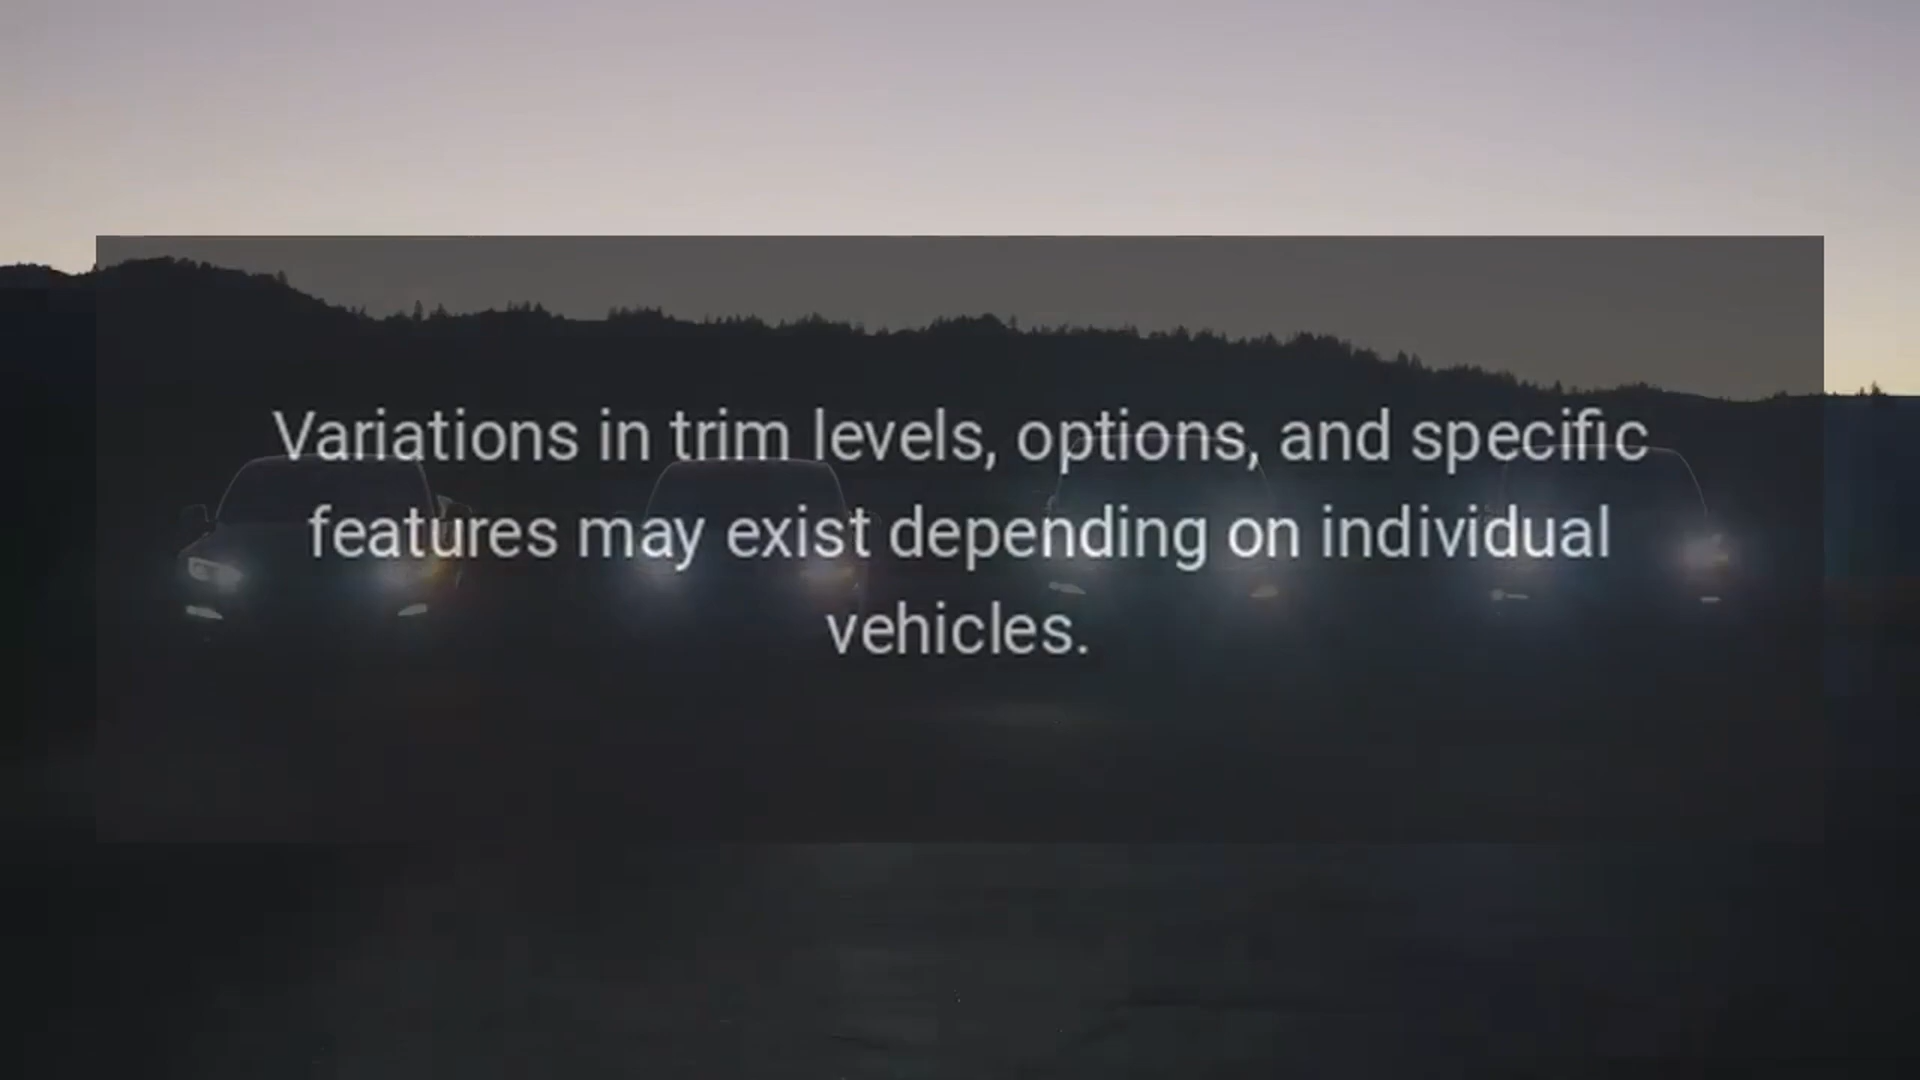 Variations in trim levels, options, and specific
features may exist depending on individual
vehicles.